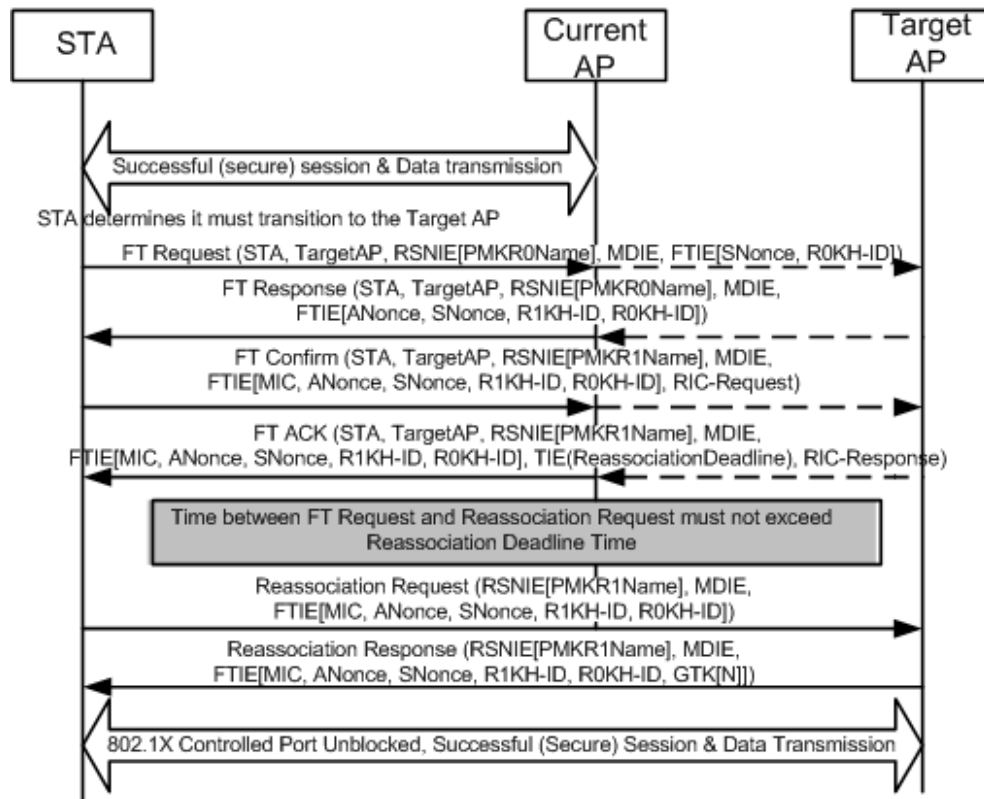 STA
Current
AP
Target
AP
Successful (secure) session & Data transmission
STA determines it must transition to the Target AP
FT Request (STA, TargetAP, RSNIE[PMKR0Name], MDIE, FTIE[SNonce, R0KH-ID])
FT Response (STA, TargetAP, RSNIE[PMKR0Name], MDIE,
FTIE[ANonce, SNonce, R1KH-ID, R0KH-ID])
FT Confirm (STA, TargetAP, RSNIE[PMKR1Name], MDIE,
FTIE[MIC, ANonce, SNonce, R1KH-ID, R0KH-ID], RIC-Request)
FT ACK (STA, TargetAP, RSNIE[PMKR1Name], MDIE,
FTIE[MIC, ANonce, SNonce, R1KH-ID, R0KH-ID], TIE(ReassociationDeadline), RIC-Response)
Time between FT Request and Reassociation Request must not exceed
Reassociation Deadline Time
Reassociation Request (RSNIE[PMKR1Name], MDIE,
FTIE[MIC, ANonce, SNonce, R1KH-ID, R0KH-ID])
Reassociation Response (RSNIE[PMKR1Name], MDIE,
FTIE[MIC, ANonce, SNonce, R1KH-ID, R0KH-ID, GTK[N]])
802.1X Controlled Port Unblocked, Successful (Secure) Session & Data Transmission